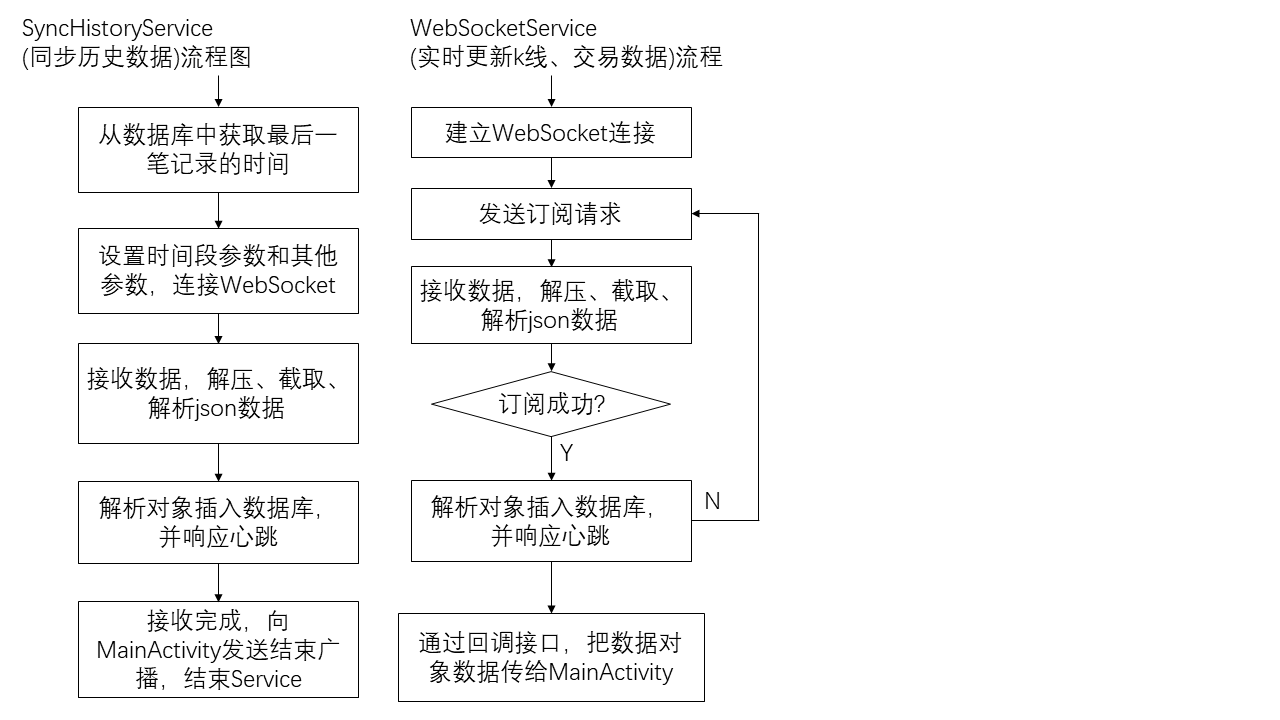 SyncHistoryService
(同步历史数据)流程图
从数据库中获取最后一
笔记录的时间
设置时间段参数和其他
参数，连接WebSocket
接收数据，解压、截取、
解析json数据
解析对象插入数据库，
并响应心跳
接收完成，向
MainActivity发送结束广
播，结束Service
WebSocketService
(实时更新k线、交易数据)流程
建立WebSocket连接
发送订阅请求
接收数据，解压、截取、
解析json数据
订阅成功?
Y
解析对象插入数据库，
并响应心跳
N
通过回调接口，把数据对
象数据传给MainActivity